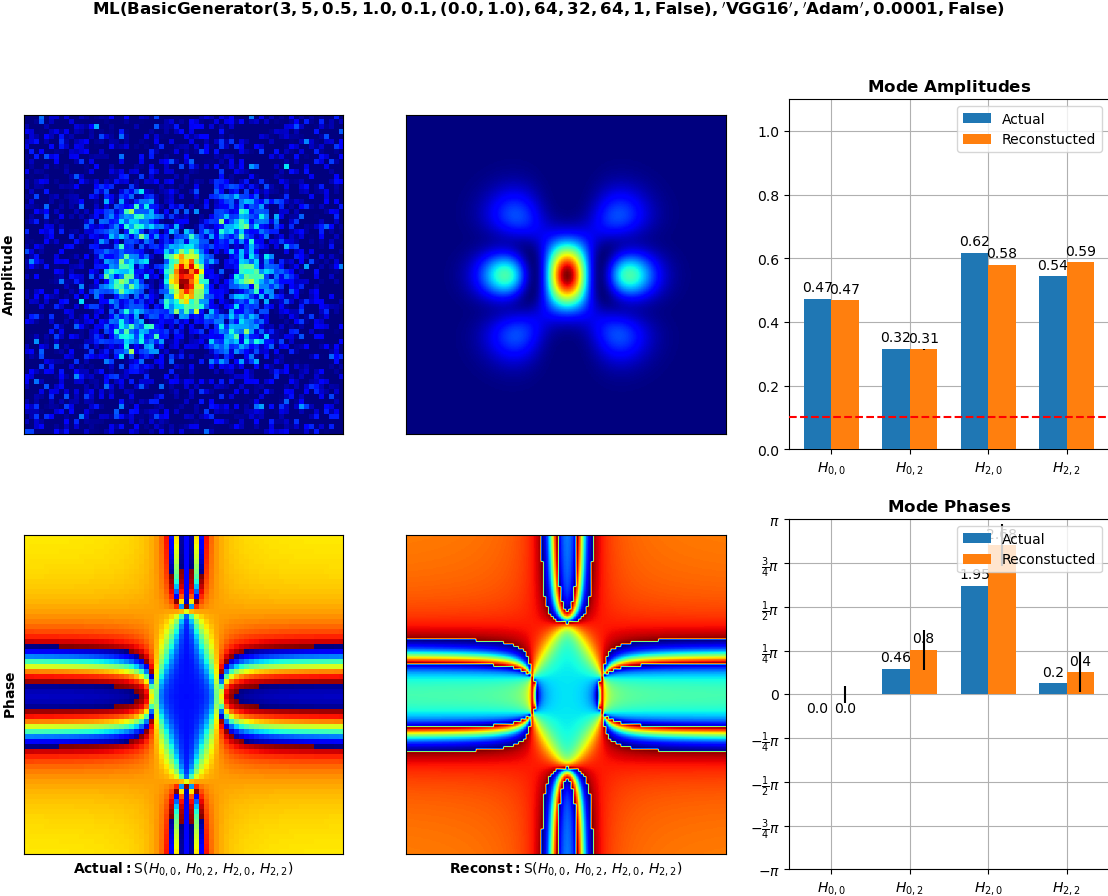 ML(BasicGenerator(3, 5, 0.5, 1.0, 0.1, (0.0, 1.0), 64, 32, 64, 1, False), 'VGG16', 'Adam', 0.0001, False)
Amplitude
Mode Amplitudes
Actual
Reconstucted
1.0
0.8
0.6
0.4
0.2
0.0
0.47
0.47
0.32
0.31
0.62
0.58
0.54
0.59
H₀,₀
H₀,₂
H₂,₀
H₂,₂
Phase
Actual: S(H₀,₀, H₀,₂, H₂,₀, H₂,₂)
Reconst: S(H₀,₀, H₀,₂, H₂,₀, H₂,₂)
Mode Phases
Actual
Reconstucted
π
3/4π
1/2π
1/4π
0
−1/4π
−1/2π
−3/4π
−π
0.0
0.0
0.46
0.8
1.95
2.68
0.2
0.4
H₀,₀
H₀,₂
H₂,₀
H₂,₂